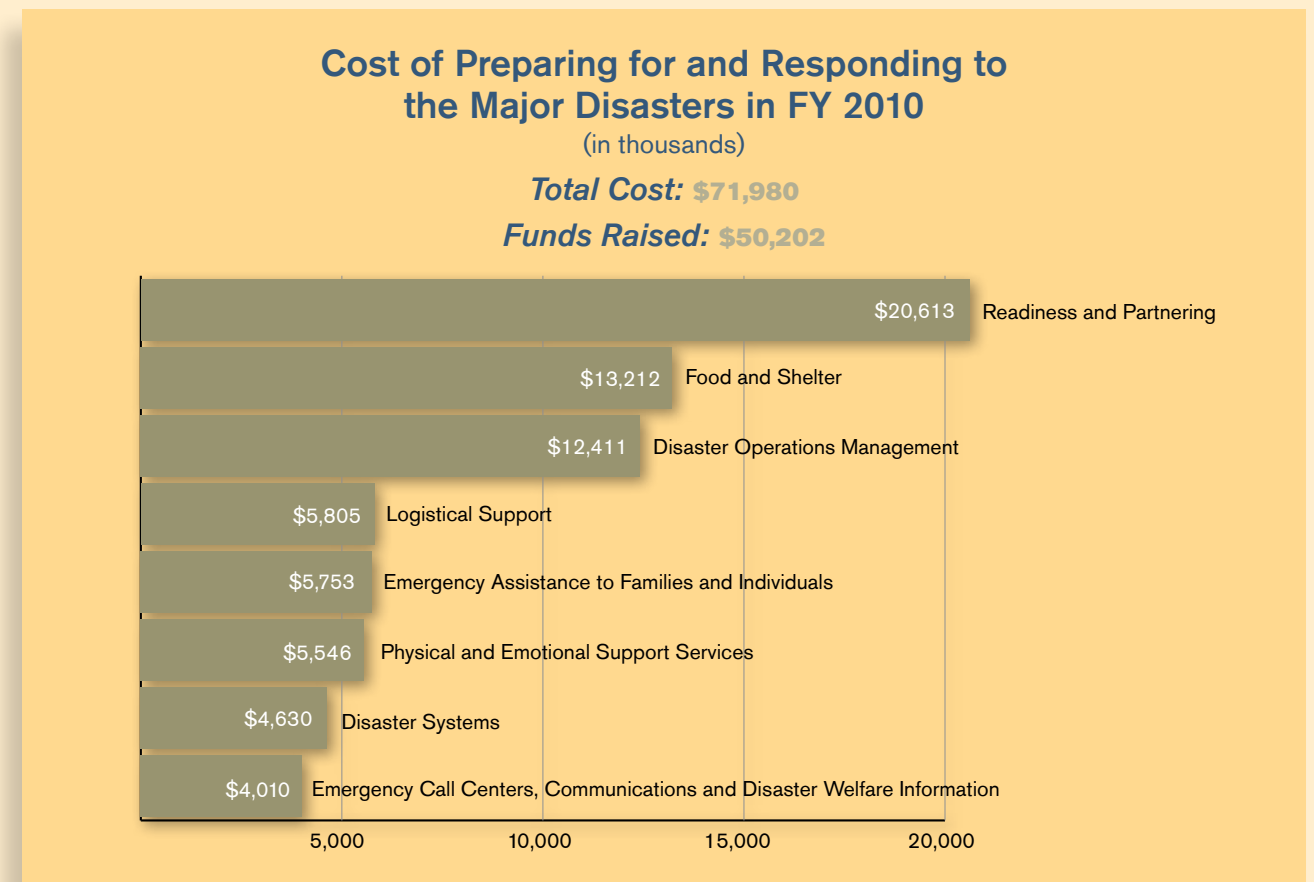 Cost of Preparing for and Responding to
the Major Disasters in FY 2010
(in thousands)
Total Cost: $71,980
Funds Raised: $50,202
$20,613 Readiness and Partnering
$13,212 Food and Shelter
$12,411 Disaster Operations Management
$5,805 Logistical Support
$5,753 Emergency Assistance to Families and Individuals
$5,546 Physical and Emotional Support Services
$4,630 Disaster Systems
$4,010 Emergency Call Centers, Communications and Disaster Welfare Information
5,000 10,000 15,000 20,000